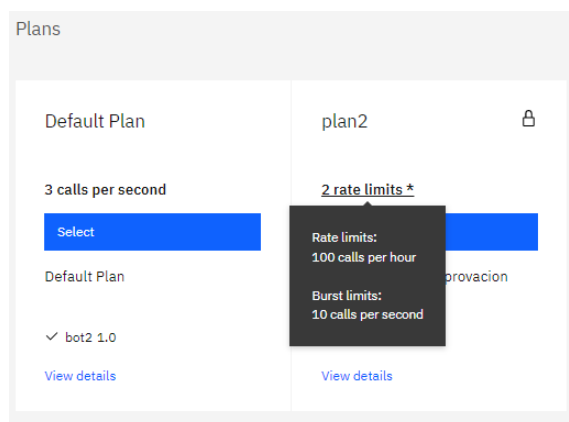 Plans
Default Plan
3 calls per second
Select
Default Plan
✓ bot2 1.0
View details
plan2
2 rate limits *
Rate limits:
100 calls per hour
Burst limits:
10 calls per second
provacion
View details